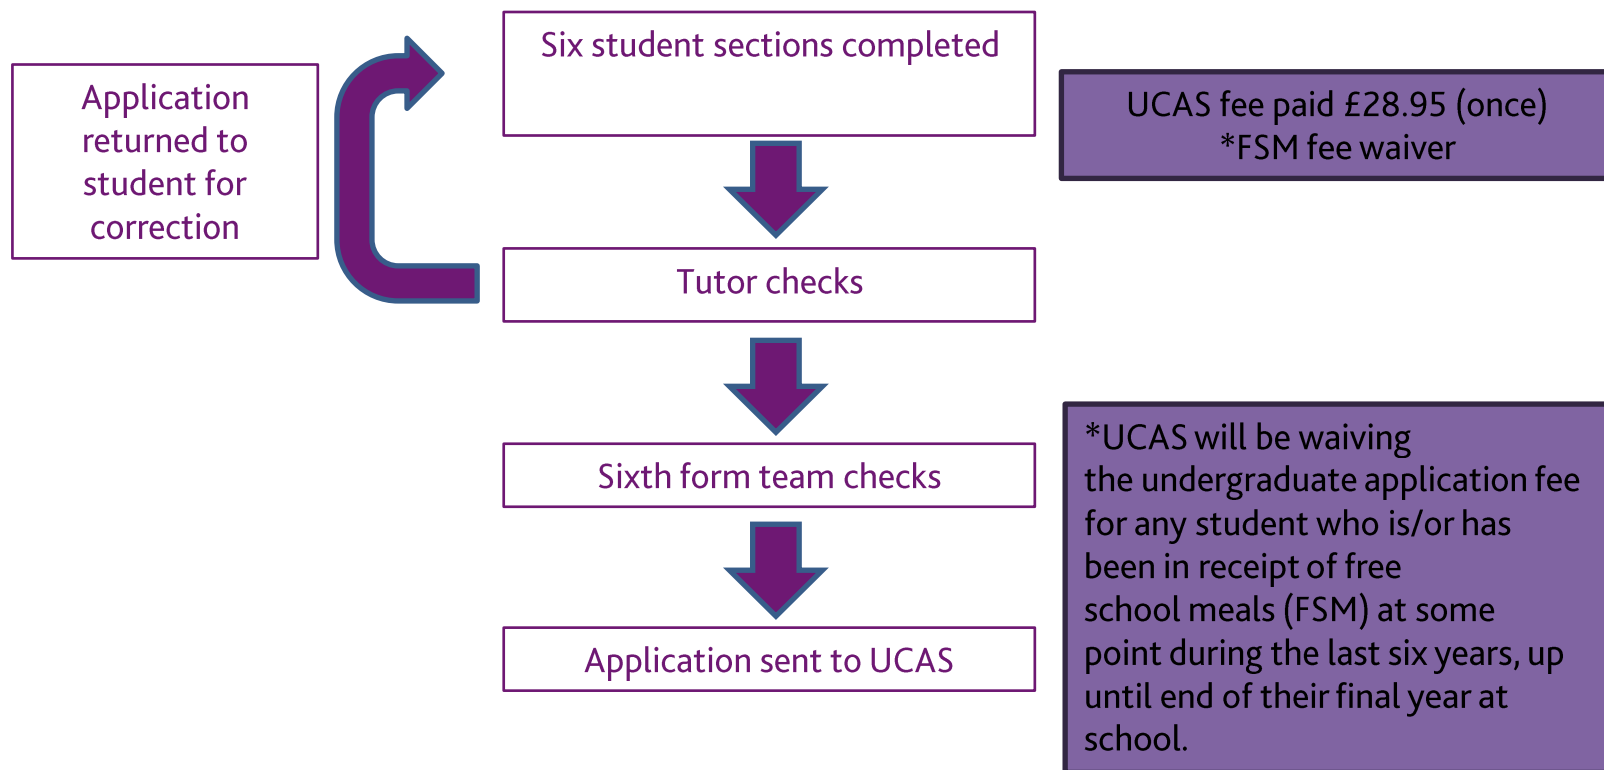 Six student sections completed
Application
returned to
student for
correction
UCAS fee paid £28.95 (once)
*FSM fee waiver
Tutor checks
Sixth form team checks
Application sent to UCAS
*UCAS will be waiving
the undergraduate application fee
for any student who is/or has
been in receipt of free
school meals (FSM) at some
point during the last six years, up
until end of their final year at
school.